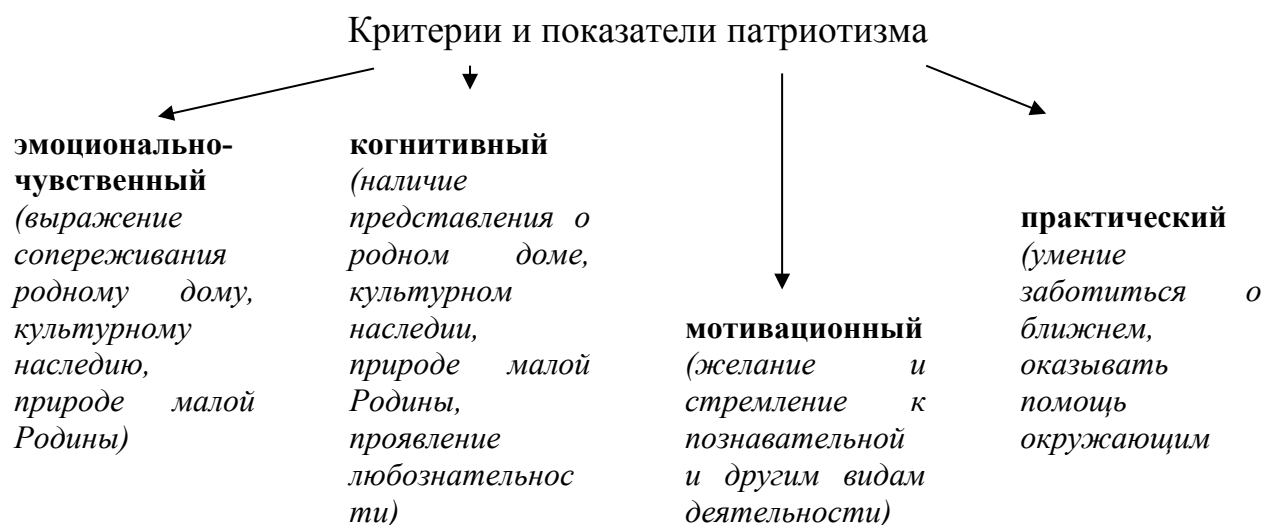 Критерии и показатели патриотизма
эмоционально-
чувственный
(выражение
сопереживания
родному дому,
культурному
наследию,
природе малой
Родины)
когнитивный
(наличие
представления о
родном доме,
культурном
наследии,
природе малой
Родины,
проявление
любознательнос
ти)
мотивационный
(желание и
стремление к
познавательной
и другим видам
деятельности)
практический
(умение
заботиться о
ближнем,
оказывать
помощь
окружающим